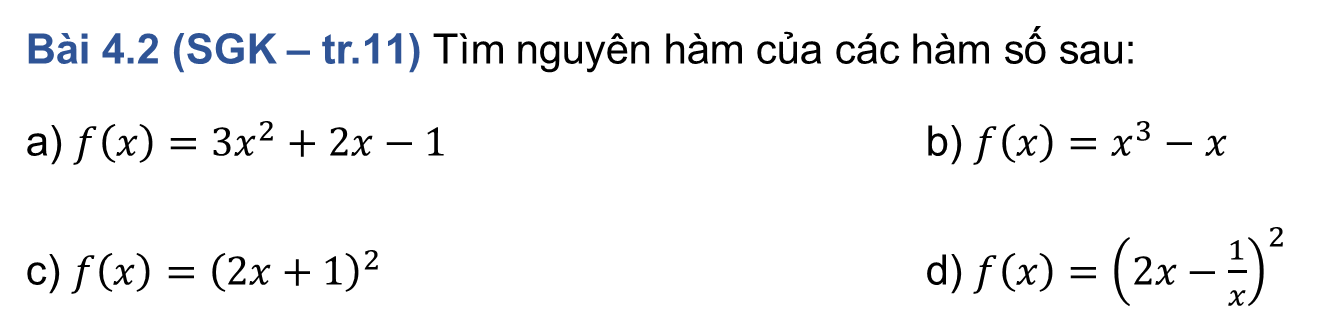 Bài 4.2 (SGK – tr.11) Tìm nguyên hàm của các hàm số sau:
a) f(x) = 3x² + 2x − 1 b) f(x) = x³ − x
c) f(x) = (2x + 1)² d) f(x) = (2x − 1/x)²